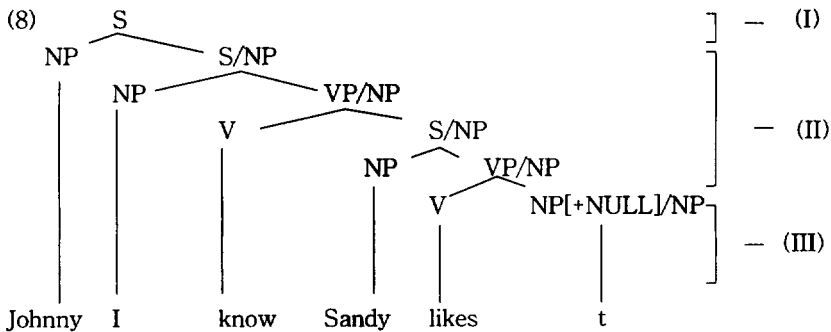 (8) S (I)
NP S/NP
NP VP/NP
V S/NP (II)
NP VP/NP
V NP[+NULL]/NP
(III)
Johnny I know Sandy likes t